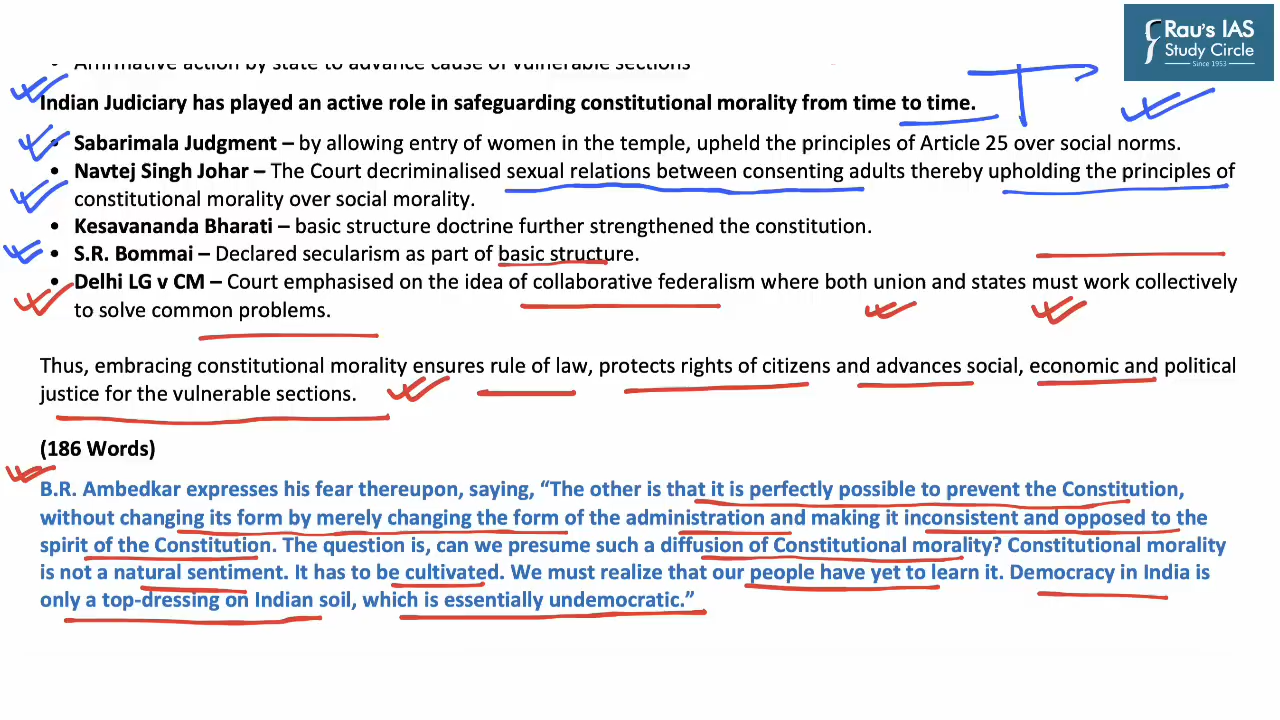 Rau's IAS
Study Circle
Since 1953
• Affirmative action by state to advance cause of vulnerable sections
Indian Judiciary has played an active role in safeguarding constitutional morality from time to time.
• Sabarimala Judgment – by allowing entry of women in the temple, upheld the principles of Article 25 over social norms.
• Navtej Singh Johar – The Court decriminalised sexual relations between consenting adults thereby upholding the principles of
constitutional morality over social morality.
• Kesavananda Bharati – basic structure doctrine further strengthened the constitution.
• S.R. Bommai – Declared secularism as part of basic structure.
• Delhi LG v CM – Court emphasised on the idea of collaborative federalism where both union and states must work collectively
to solve common problems.
Thus, embracing constitutional morality ensures rule of law, protects rights of citizens and advances social, economic and political
justice for the vulnerable sections.
(186 Words)
B.R. Ambedkar expresses his fear thereupon, saying, “The other is that it is perfectly possible to prevent the Constitution,
without changing its form by merely changing the form of the administration and making it inconsistent and opposed to the
spirit of the Constitution. The question is, can we presume such a diffusion of Constitutional morality? Constitutional morality
is not a natural sentiment. It has to be cultivated. We must realize that our people have yet to learn it. Democracy in India is
only a top-dressing on Indian soil, which is essentially undemocratic.”